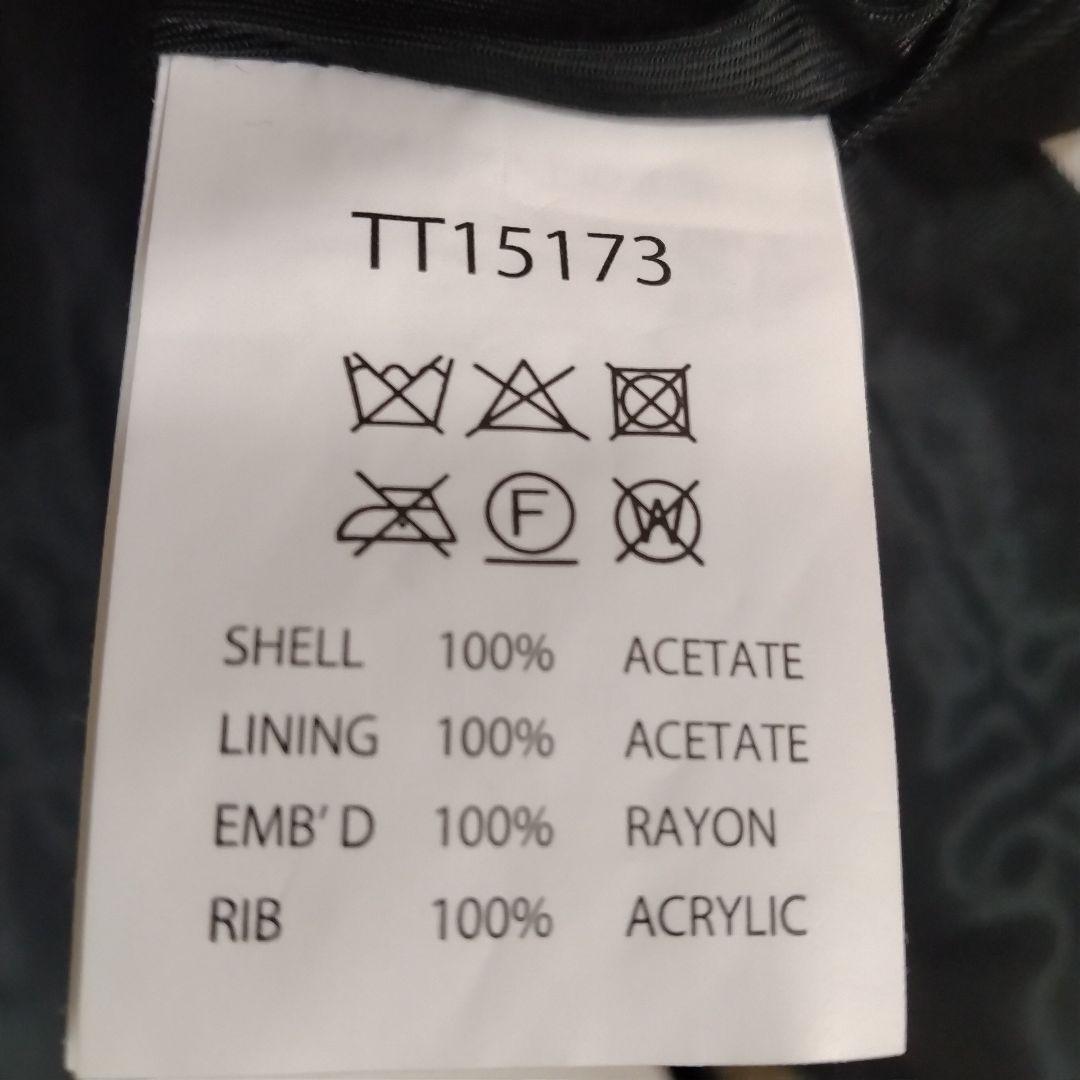 TT15173
F W
SHELL 100% ACETATE
LINING 100% ACETATE
EMB'D 100% RAYON
RIB 100% ACRYLIC